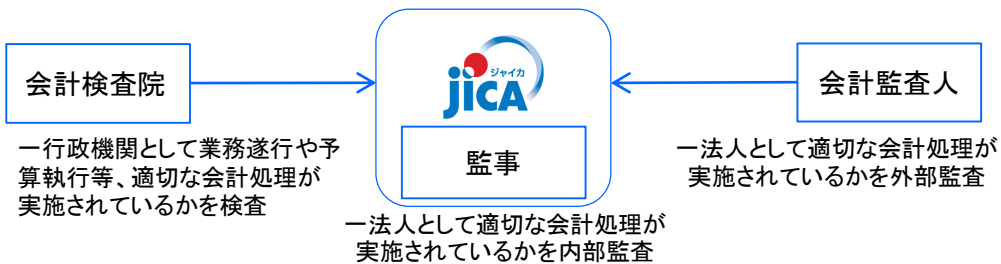 会計検査院
一行政機関として業務遂行や予
算執行等、適切な会計処理が
実施されているかを検査
ジャイカ
jICA
監事
一法人として適切な会計処理が
実施されているかを内部監査
会計監査人
一法人として適切な会計処理が
実施されているかを外部監査